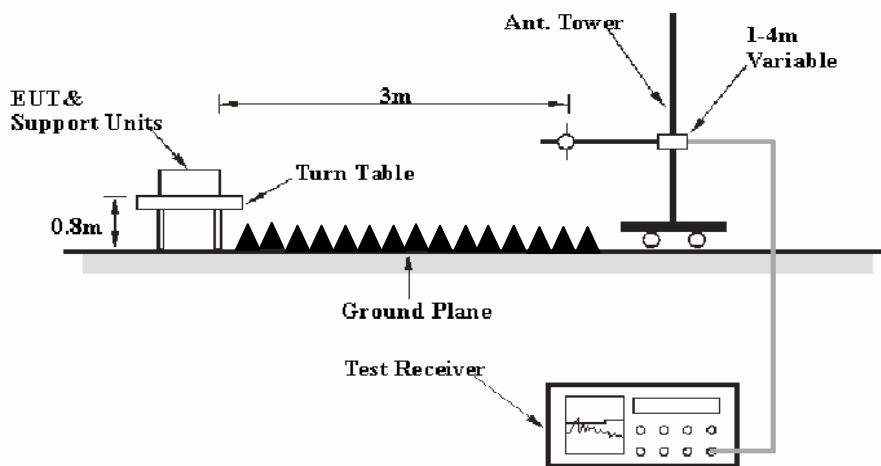 Ant. Tower
1-4m
Variable
3m
EUT&
Support Units
Turn Table
0.8m
Ground Plane
Test Receiver